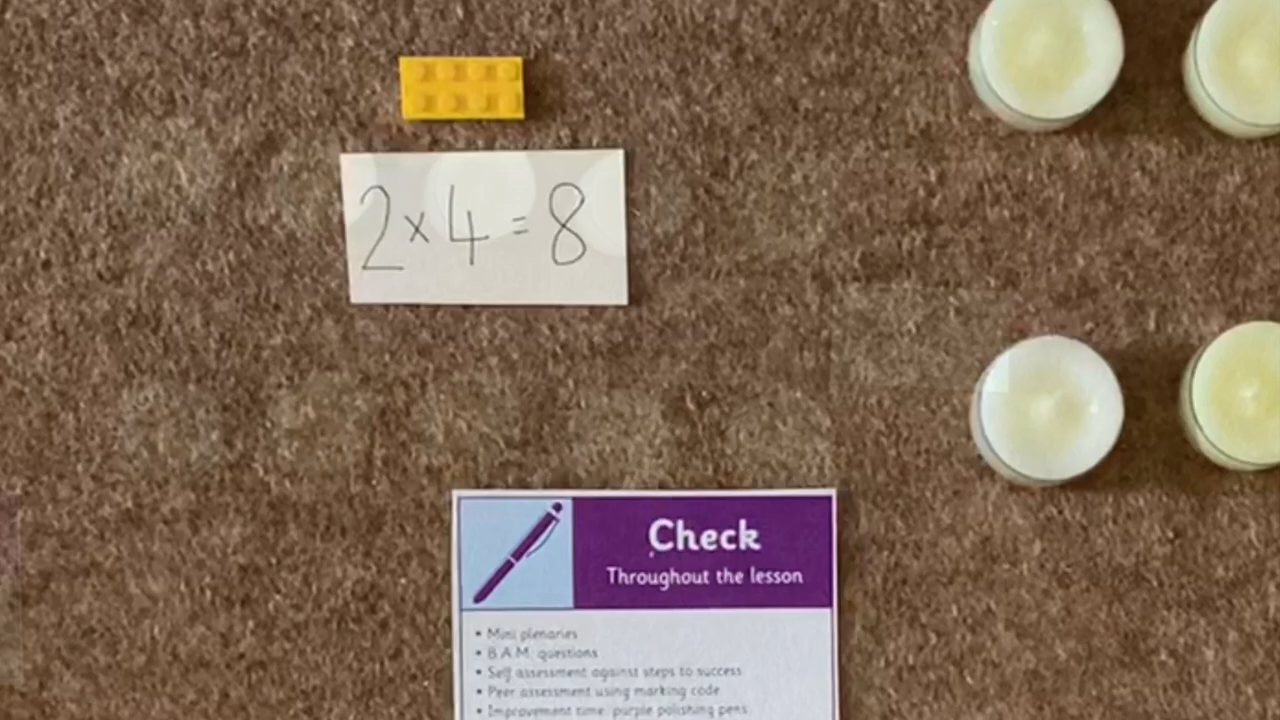 2 x 4 = 8
Check
Throughout the lesson
• Mini plenaries
• B.A.M. questions
• Self assessment against steps to success
• Peer assessment using marking code
• Improvement time: purple polishing pens